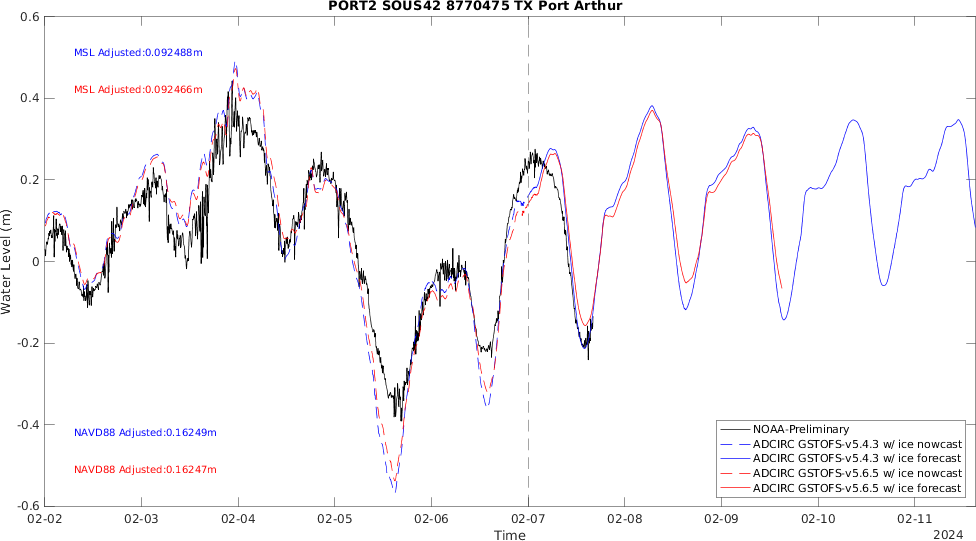 PORT2 SOUS42 8770475 TX Port Arthur
0.6
MSL Adjusted:0.092488m
MSL Adjusted:0.092466m
0.4
0.2
0
-0.2
-0.4
-0.6
Water Level (m)
NAVD88 Adjusted:0.16249m
NAVD88 Adjusted:0.16247m
NOAA-Preliminary
ADCIRC GSTOFS-v5.4.3 w/ ice nowcast
ADCIRC GSTOFS-v5.4.3 w/ ice forecast
ADCIRC GSTOFS-v5.6.5 w/ ice nowcast
ADCIRC GSTOFS-v5.6.5 w/ ice forecast
02-02 02-03 02-04 02-05 02-06 02-07 02-08 02-09 02-10 02-11
Time
2024